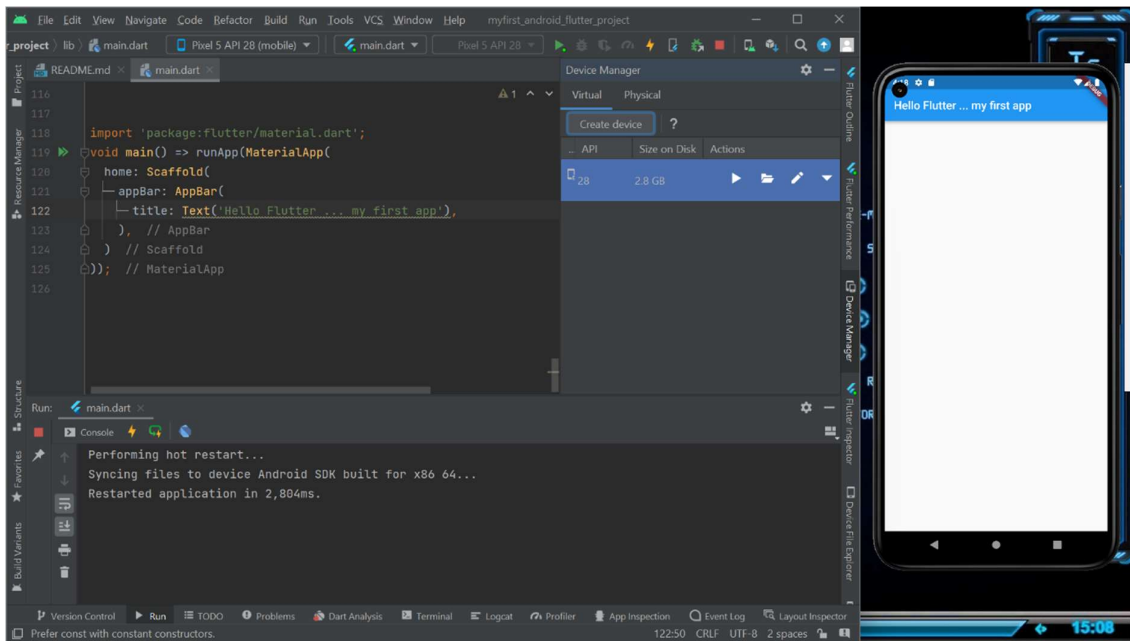 File Edit View Navigate Code Refactor Build Run Tools VCS Window Help myfirst_android_flutter_project
r_project lib main.dart Pixel 5 API 28 (mobile) main.dart Pixel 5 API 28
README.md main.dart
Device Manager
Virtual Physical
Create device ?
API Size on Disk Actions
28 2.8 GB
1
116
117
118 import 'package:flutter/material.dart';
119 void main() => runApp(MaterialApp(
120 home: Scaffold(
121 appBar: AppBar(
122 title: Text('Hello Flutter ... my first app'),
123 ), // AppBar
124 ) // Scaffold
125 )); // MaterialApp
126
Project
Resource Manager
Structure
Favorites
Build Variants
Flutter Outline
Flutter Performance
Device Manager
Flutter Inspector
Device File Explorer
Run: main.dart
Console
Performing hot restart...
Syncing files to device Android SDK built for x86 64...
Restarted application in 2,804ms.
Version Control Run TODO Problems Dart Analysis Terminal Logcat Profiler App Inspection Event Log Layout Inspector
Prefer const with constant constructors. 122:50 CRLF UTF-8 2 spaces
Hello Flutter ... my first app
15:08